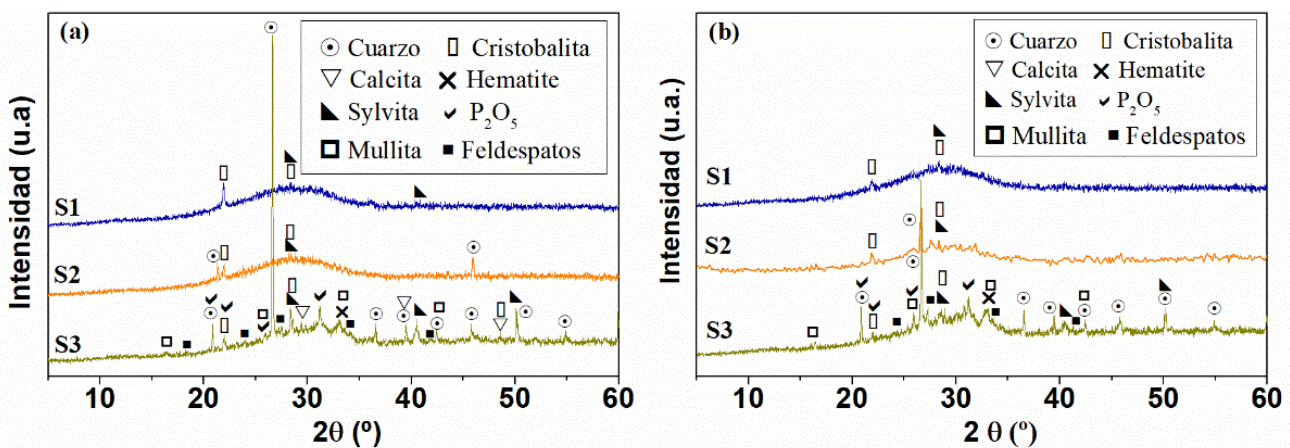 (a)
Cuarzo Cristobalita
Calcita Hematite
Sylvita P₂O₅
Mullita Feldespatos
S1
S2
S3
Intensidad (u.a)
10 20 30 40 50 60
2θ (º)
(b)
Cuarzo Cristobalita
Calcita Hematite
Sylvita P₂O₅
Mullita Feldespatos
S1
S2
S3
Intensidad (u.a.)
10 20 30 40 50 60
2 θ (º)